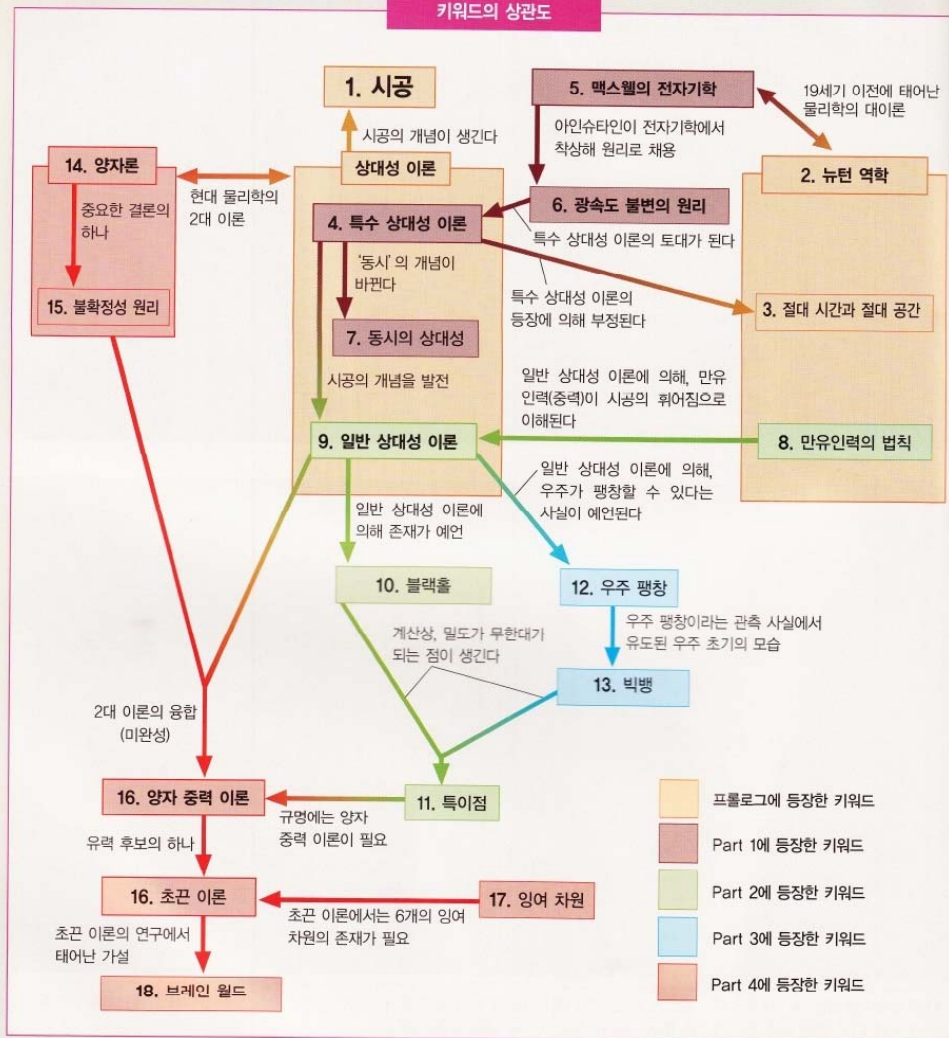 키워드의 상관도
1. 시공
시공의 개념이 생긴다
상대성 이론
5. 맥스웰의 전자기학
19세기 이전에 태어난
물리학의 대이론
아인슈타인이 전자기학에서
착상해 원리로 채용
14. 양자론
현대 물리학의
2대 이론
2. 뉴턴 역학
중요한 결론의
하나
4. 특수 상대성 이론
6. 광속도 불변의 원리
특수 상대성 이론의 토대가 된다
'동시'의 개념이
바뀐다
특수 상대성 이론의
등장에 의해 부정된다
15. 불확정성 원리
3. 절대 시간과 절대 공간
7. 동시의 상대성
시공의 개념을 발전
일반 상대성 이론에 의해, 만유
인력(중력)이 시공의 휘어짐으로
이해된다
9. 일반 상대성 이론
8. 만유인력의 법칙
일반 상대성 이론에 의해,
우주가 팽창할 수 있다는
사실이 예언된다
일반 상대성 이론에
의해 존재가 예언
10. 블랙홀
12. 우주 팽창
계산상, 밀도가 무한대기
되는 점이 생긴다
우주 팽창이라는 관측 사실에서
유도된 우주 초기의 모습
13. 빅뱅
2대 이론의 융합
(미완성)
16. 양자 중력 이론
11. 특이점
규명에는 양자
중력 이론이 필요
유력 후보의 하나
16. 초끈 이론
17. 잉여 차원
초끈 이론에서는 6개의 잉여
차원의 존재가 필요
초끈 이론의 연구에서
태어난 가설
18. 브레인 월드
프롤로그에 등장한 키워드
Part 1에 등장한 키워드
Part 2에 등장한 키워드
Part 3에 등장한 키워드
Part 4에 등장한 키워드